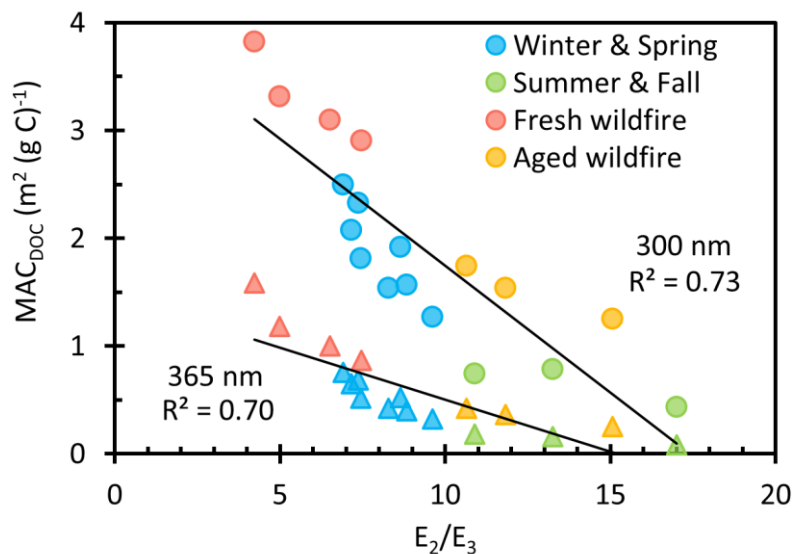 4
3
2
1
0
MAC_DOC (m² (g C)⁻¹)
Winter & Spring
Summer & Fall
Fresh wildfire
Aged wildfire
300 nm
R² = 0.73
365 nm
R² = 0.70
0 5 10 15 20
E₂/E₃